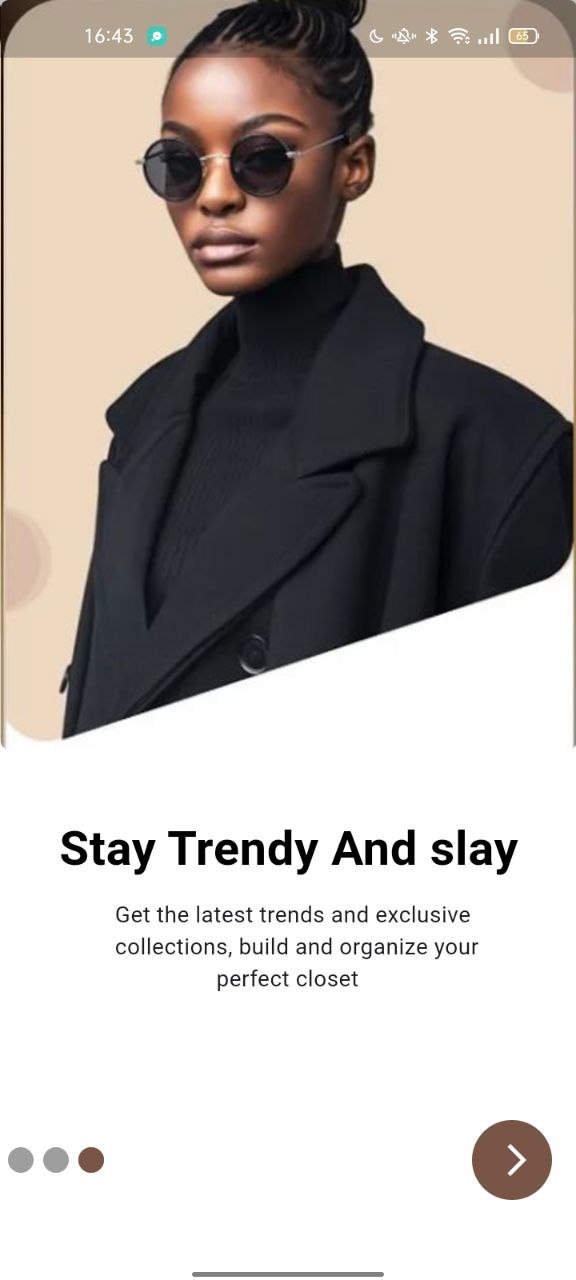 16:43
65
Stay Trendy And slay
Get the latest trends and exclusive
collections, build and organize your
perfect closet